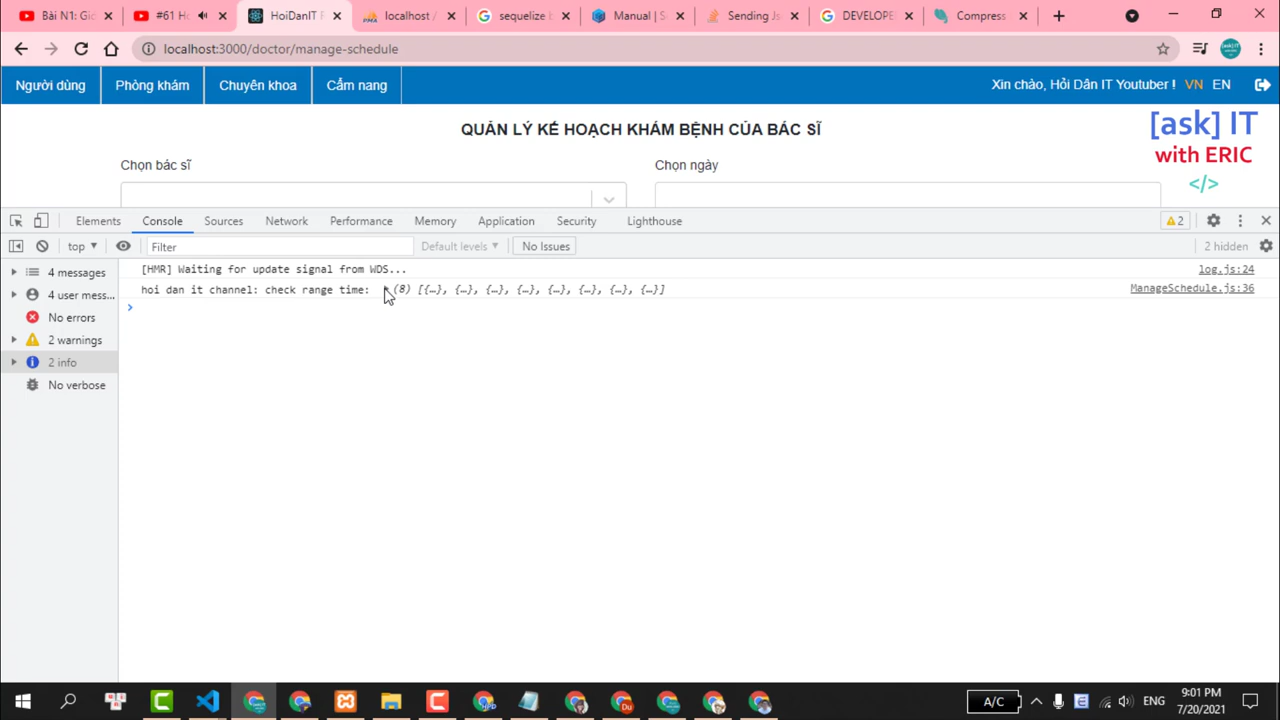 Bài N1: Gic
#61 Ho
HoiDanIT F
localhost /
sequelize b
Manual | S
Sending Js
DEVELOPE
Compress
localhost:3000/doctor/manage-schedule
Người dùng
Phòng khám
Chuyên khoa
Cẩm nang
Xin chào, Hỏi Dân IT Youtuber !
VN
EN
QUẢN LÝ KẾ HOẠCH KHÁM BỆNH CỦA BÁC SĨ
[ask] IT
with ERIC
</>
Chọn bác sĩ
Chọn ngày
Elements
Console
Sources
Network
Performance
Memory
Application
Security
Lighthouse
2
top
Filter
Default levels
No Issues
2 hidden
4 messages
4 user mess...
No errors
2 warnings
2 info
No verbose
[HMR] Waiting for update signal from WDS...
log.js:24
hoi dan it channel: check range time: (8) [{…}, {…}, {…}, {…}, {…}, {…}, {…}, {…}]
ManageSchedule.js:36
A/C
ENG
9:01 PM
7/20/2021